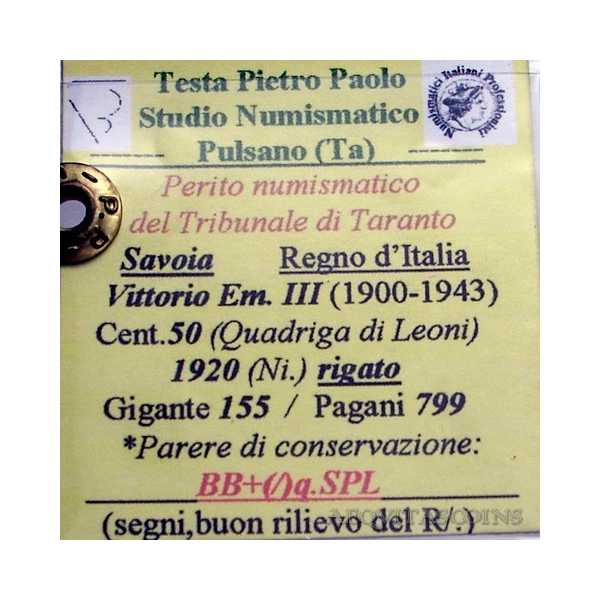 Testa Pietro Paolo
Studio Numismatico
Pulsano (Ta)
Numismatici Italiani Professionisti
Perito numismatico
del Tribunale di Taranto
Savoia Regno d'Italia
Vittorio Em. III (1900-1943)
Cent.50 (Quadriga di Leoni)
1920 (Ni.) rigato
Gigante 155 / Pagani 799
*Parere di conservazione:
BB+(/)q.SPL
(segni,buon rilievo del R/.)